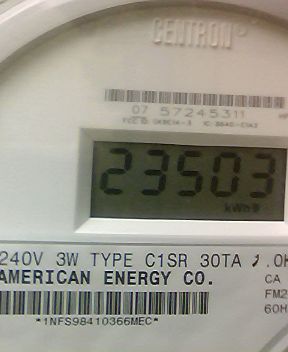 CENTRON®
07 57245311
23503
kWh
240V 3W TYPE C1SR 30TA
AMERICAN ENERGY CO.
CA
FM2
60H
*1NFS98410366MEC*